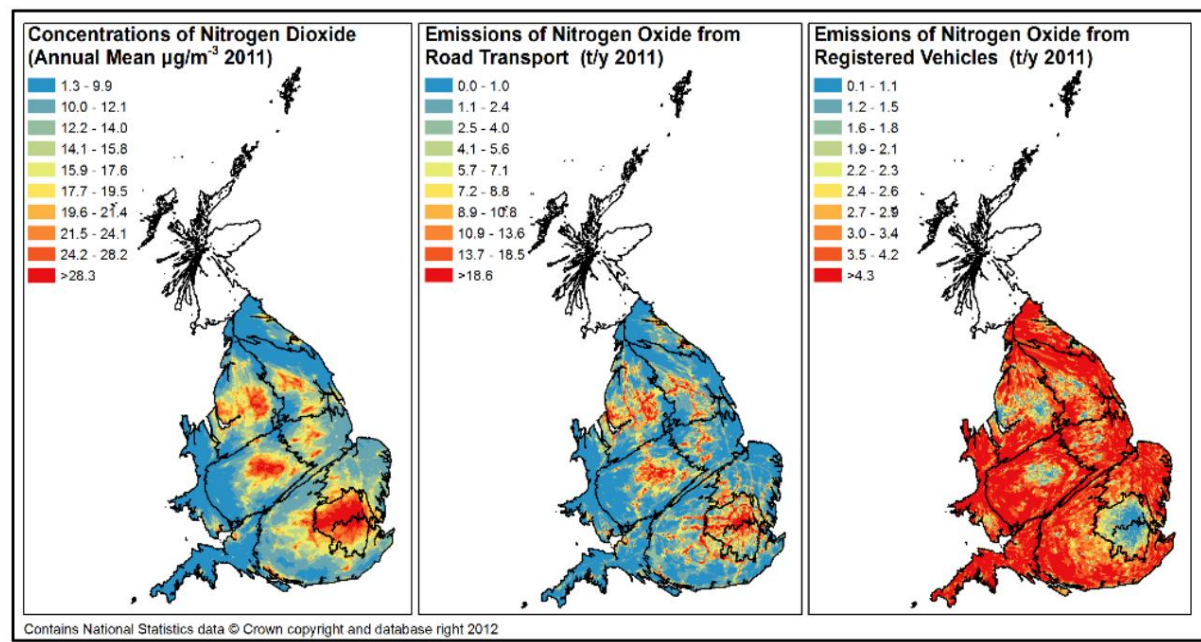 Concentrations of Nitrogen Dioxide
(Annual Mean µg/m⁻³ 2011)
1.3 - 9.9
10.0 - 12.1
12.2 - 14.0
14.1 - 15.8
15.9 - 17.6
17.7 - 19.5
19.6 - 21.4
21.5 - 24.1
24.2 - 28.2
>28.3
Emissions of Nitrogen Oxide from
Road Transport (t/y 2011)
0.0 - 1.0
1.1 - 2.4
2.5 - 4.0
4.1 - 5.6
5.7 - 7.1
7.2 - 8.8
8.9 - 10.8
10.9 - 13.6
13.7 - 18.5
>18.6
Emissions of Nitrogen Oxide from
Registered Vehicles (t/y 2011)
0.1 - 1.1
1.2 - 1.5
1.6 - 1.8
1.9 - 2.1
2.2 - 2.3
2.4 - 2.6
2.7 - 2.9
3.0 - 3.4
3.5 - 4.2
>4.3
Contains National Statistics data © Crown copyright and database right 2012